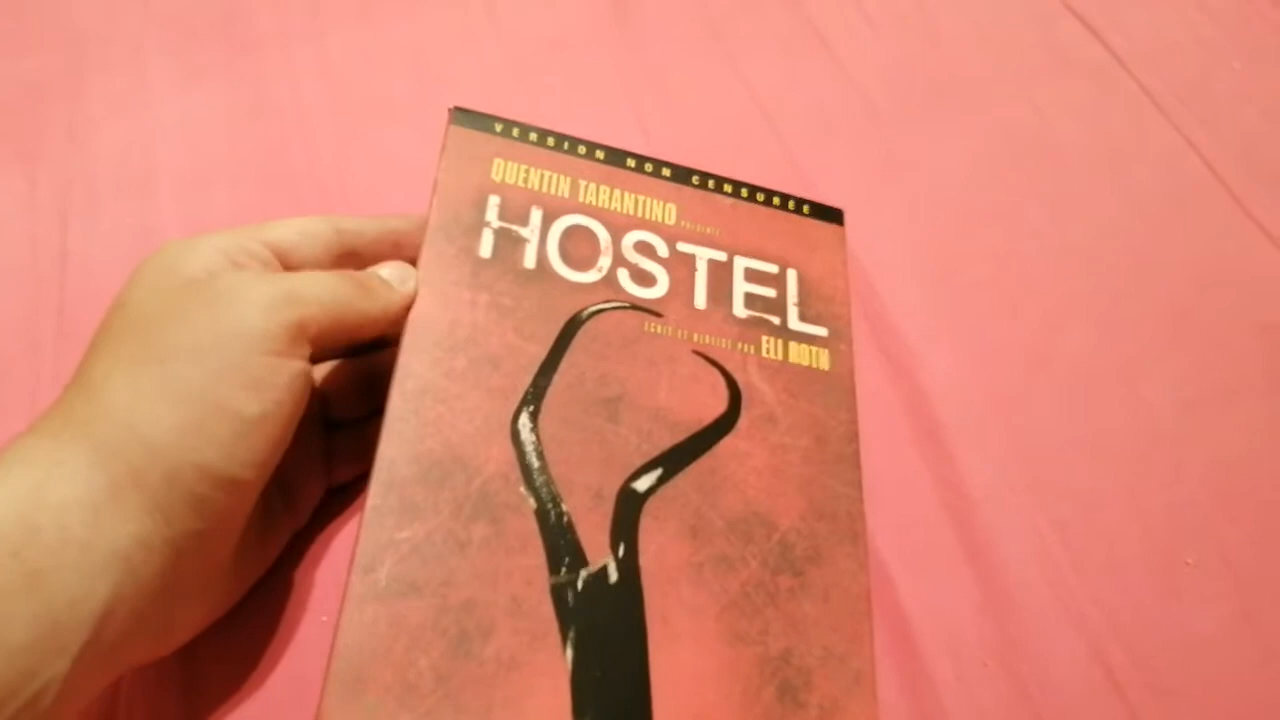 VERSION NON CENSURÉE
QUENTIN TARANTINO PRÉSENTE
HOSTEL
ÉCRIT ET RÉALISÉ PAR ELI ROTH